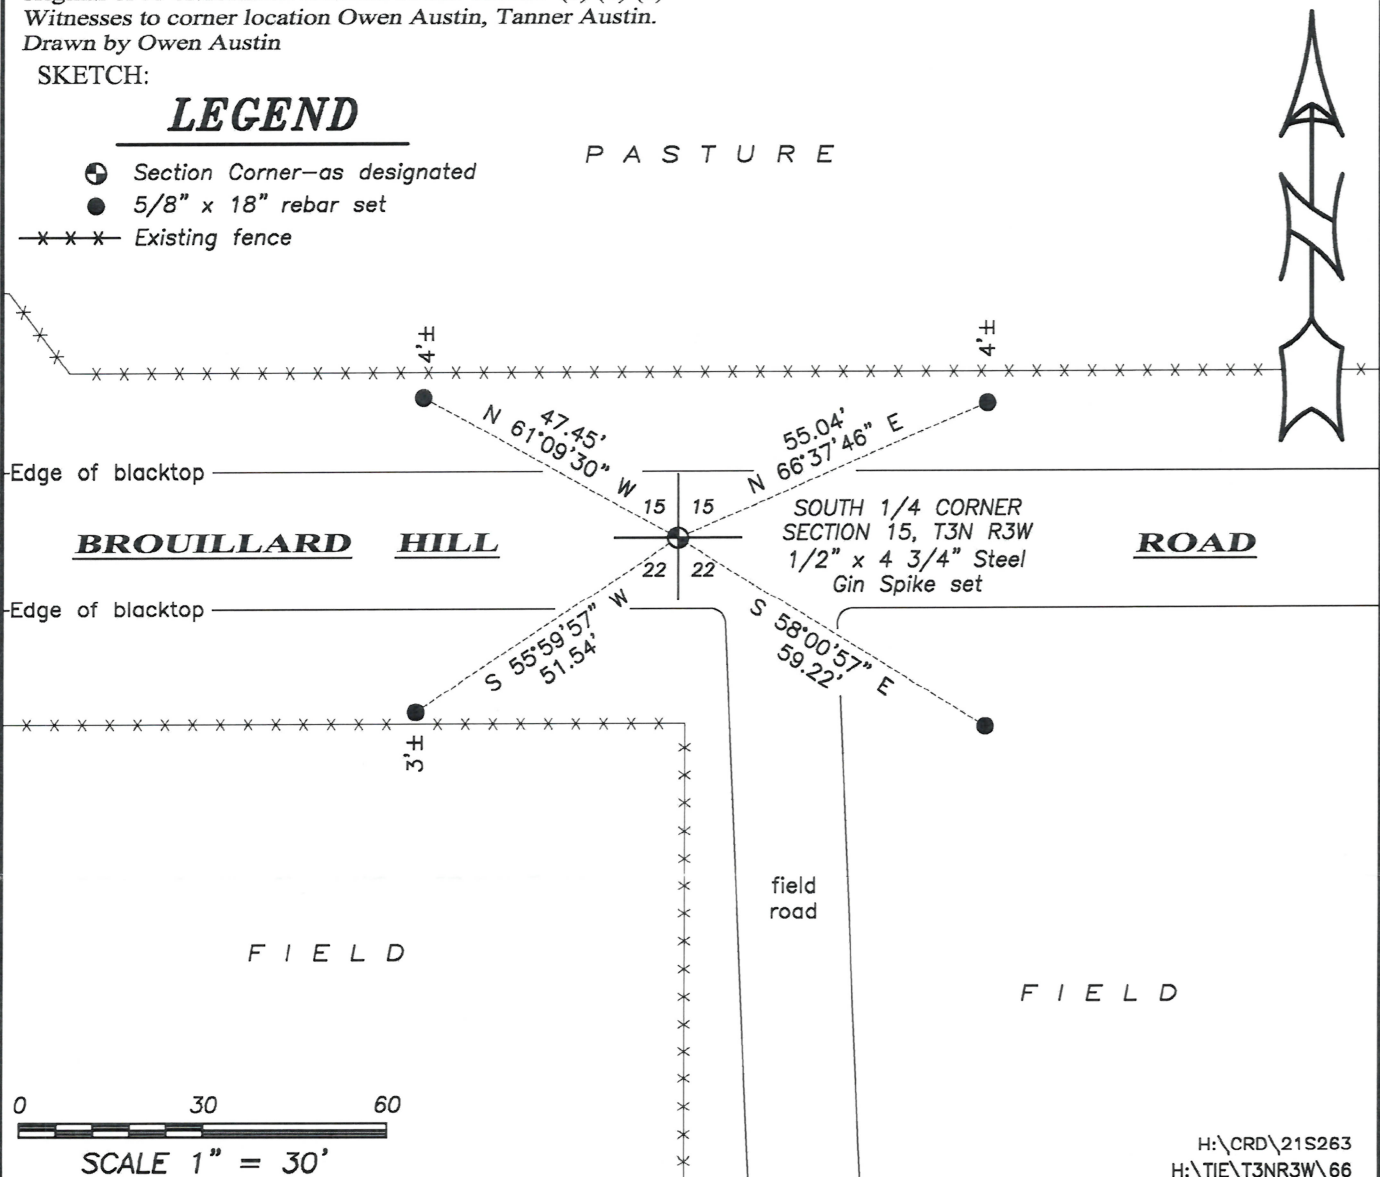 Witnesses to corner location Owen Austin, Tanner Austin.
Drawn by Owen Austin
SKETCH:
LEGEND
Section Corner-as designated
5/8" x 18" rebar set
Existing fence
PASTURE
N
4'±
4'±
47.45'
N 61°09'30" W
55.04'
N 66°37'46" E
Edge of blacktop
15 15
SOUTH 1/4 CORNER
SECTION 15, T3N R3W
1/2" x 4 3/4" Steel
Gin Spike set
BROUILLARD HILL ROAD
22 22
Edge of blacktop
S 55°59'57" W
51.54'
S 58°00'57" E
59.22'
3'±
field
road
FIELD
FIELD
0 30 60
SCALE 1" = 30'
H:\CRD\21S263
H:\TIE\T3NR3W\66